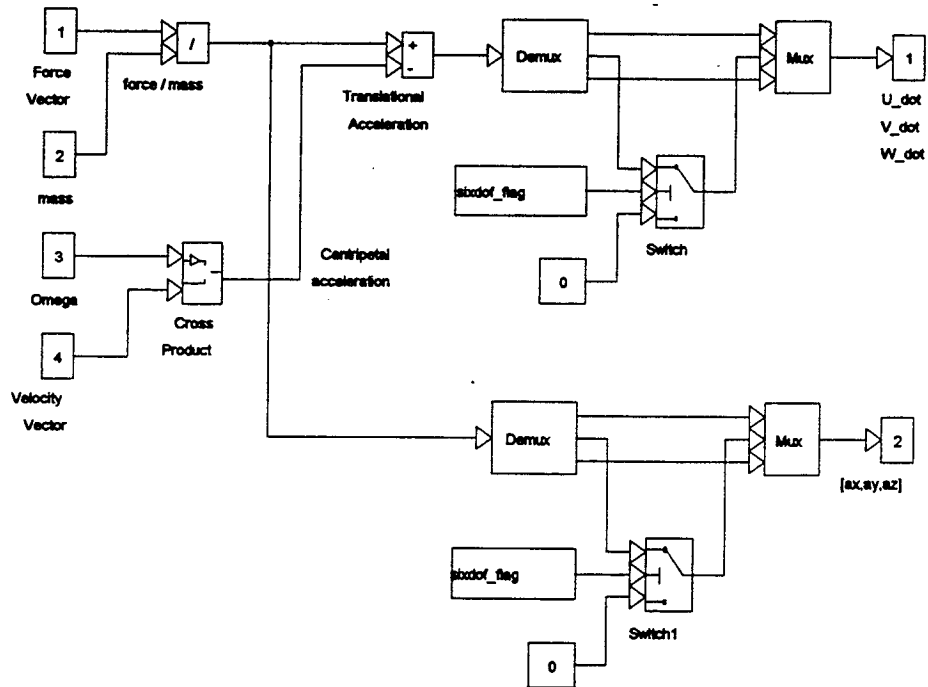 1
Force
Vector
/
force / mass
2
mass
+
-
Translational
Acceleration
Demux
Mux
1
U_dot
V_dot
W_dot
sixdof_flag
Switch
0
3
Omega
Cross
Product
Centripetal
acceleration
4
Velocity
Vector
Demux
Mux
2
[ax,ay,az]
sixdof_flag
Switch1
0